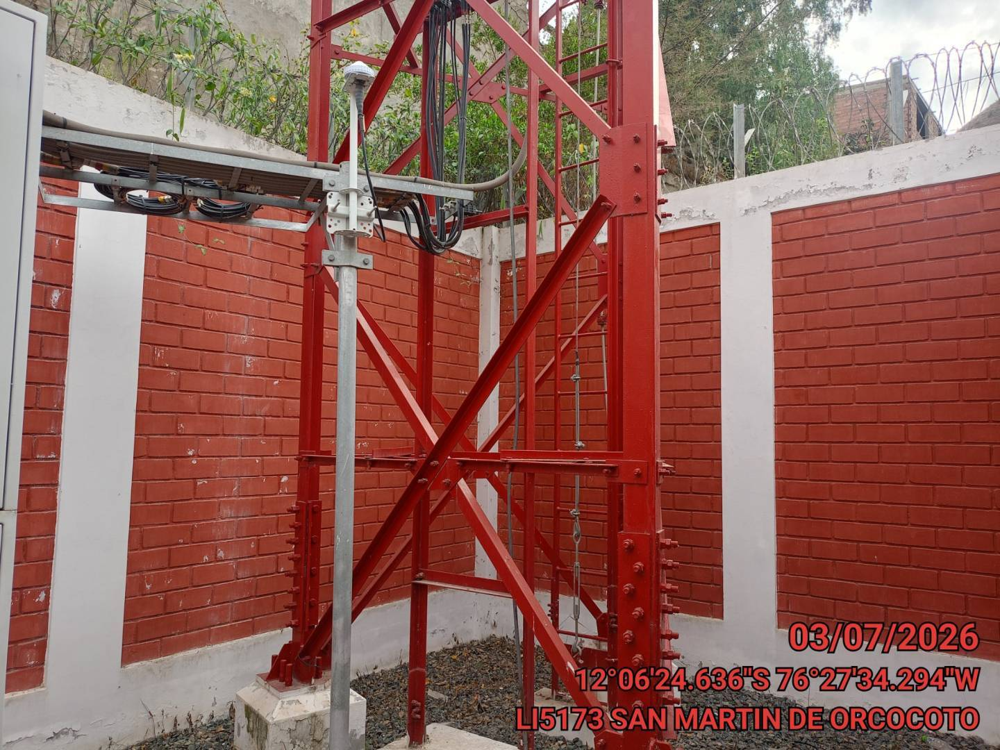 03/07/2026
12°06'24.636"S 76°27'34.294"W
LI5173 SAN MARTIN DE ORCOCOTO